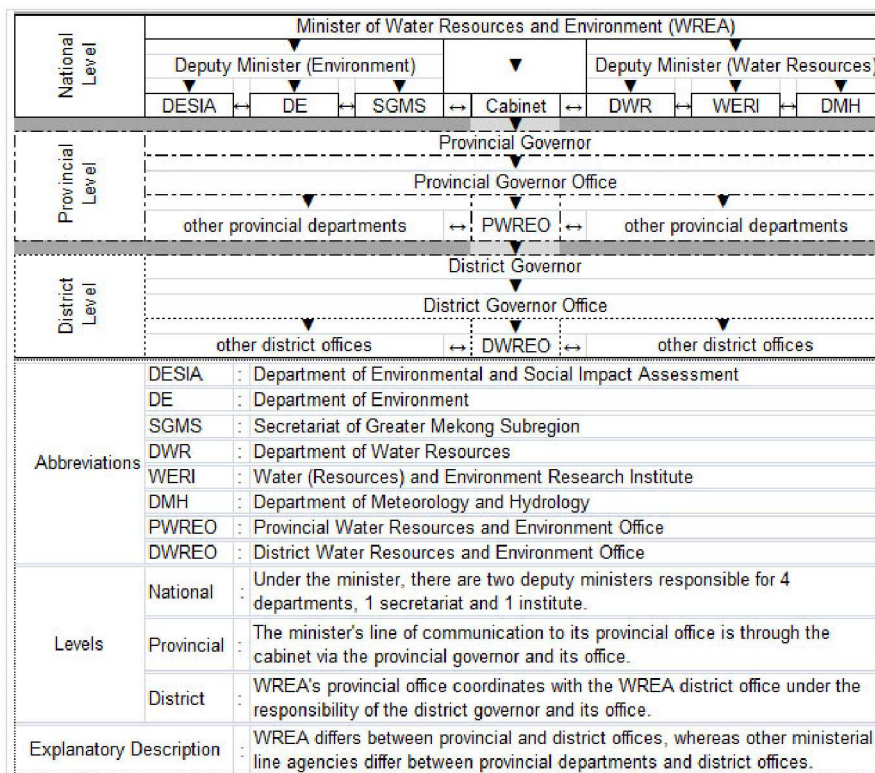 Minister of Water Resources and Environment (WREA)
National Level
▼ ▼
Deputy Minister (Environment) ▼ Deputy Minister (Water Resources)
▼ ▼ ▼ ▼ ▼ ▼
DESIA ↔ DE ↔ SGMS ↔ Cabinet ↔ DWR ↔ WERI ↔ DMH
▼
Provincial Level
Provincial Governor
▼
Provincial Governor Office
▼ ▼ ▼
other provincial departments ↔ PWREO ↔ other provincial departments
▼
District Level
District Governor
▼
District Governor Office
▼ ▼ ▼
other district offices ↔ DWREO ↔ other district offices
Abbreviations
DESIA : Department of Environmental and Social Impact Assessment
DE : Department of Environment
SGMS : Secretariat of Greater Mekong Subregion
DWR : Department of Water Resources
WERI : Water (Resources) and Environment Research Institute
DMH : Department of Meteorology and Hydrology
PWREO : Provincial Water Resources and Environment Office
DWREO : District Water Resources and Environment Office
Levels
National : Under the minister, there are two deputy ministers responsible for 4
departments, 1 secretariat and 1 institute.
Provincial : The minister's line of communication to its provincial office is through the
cabinet via the provincial governor and its office.
District : WREA's provincial office coordinates with the WREA district office under the
responsibility of the district governor and its office.
Explanatory Description : WREA differs between provincial and district offices, whereas other ministerial
line agencies differ between provincial departments and district offices.